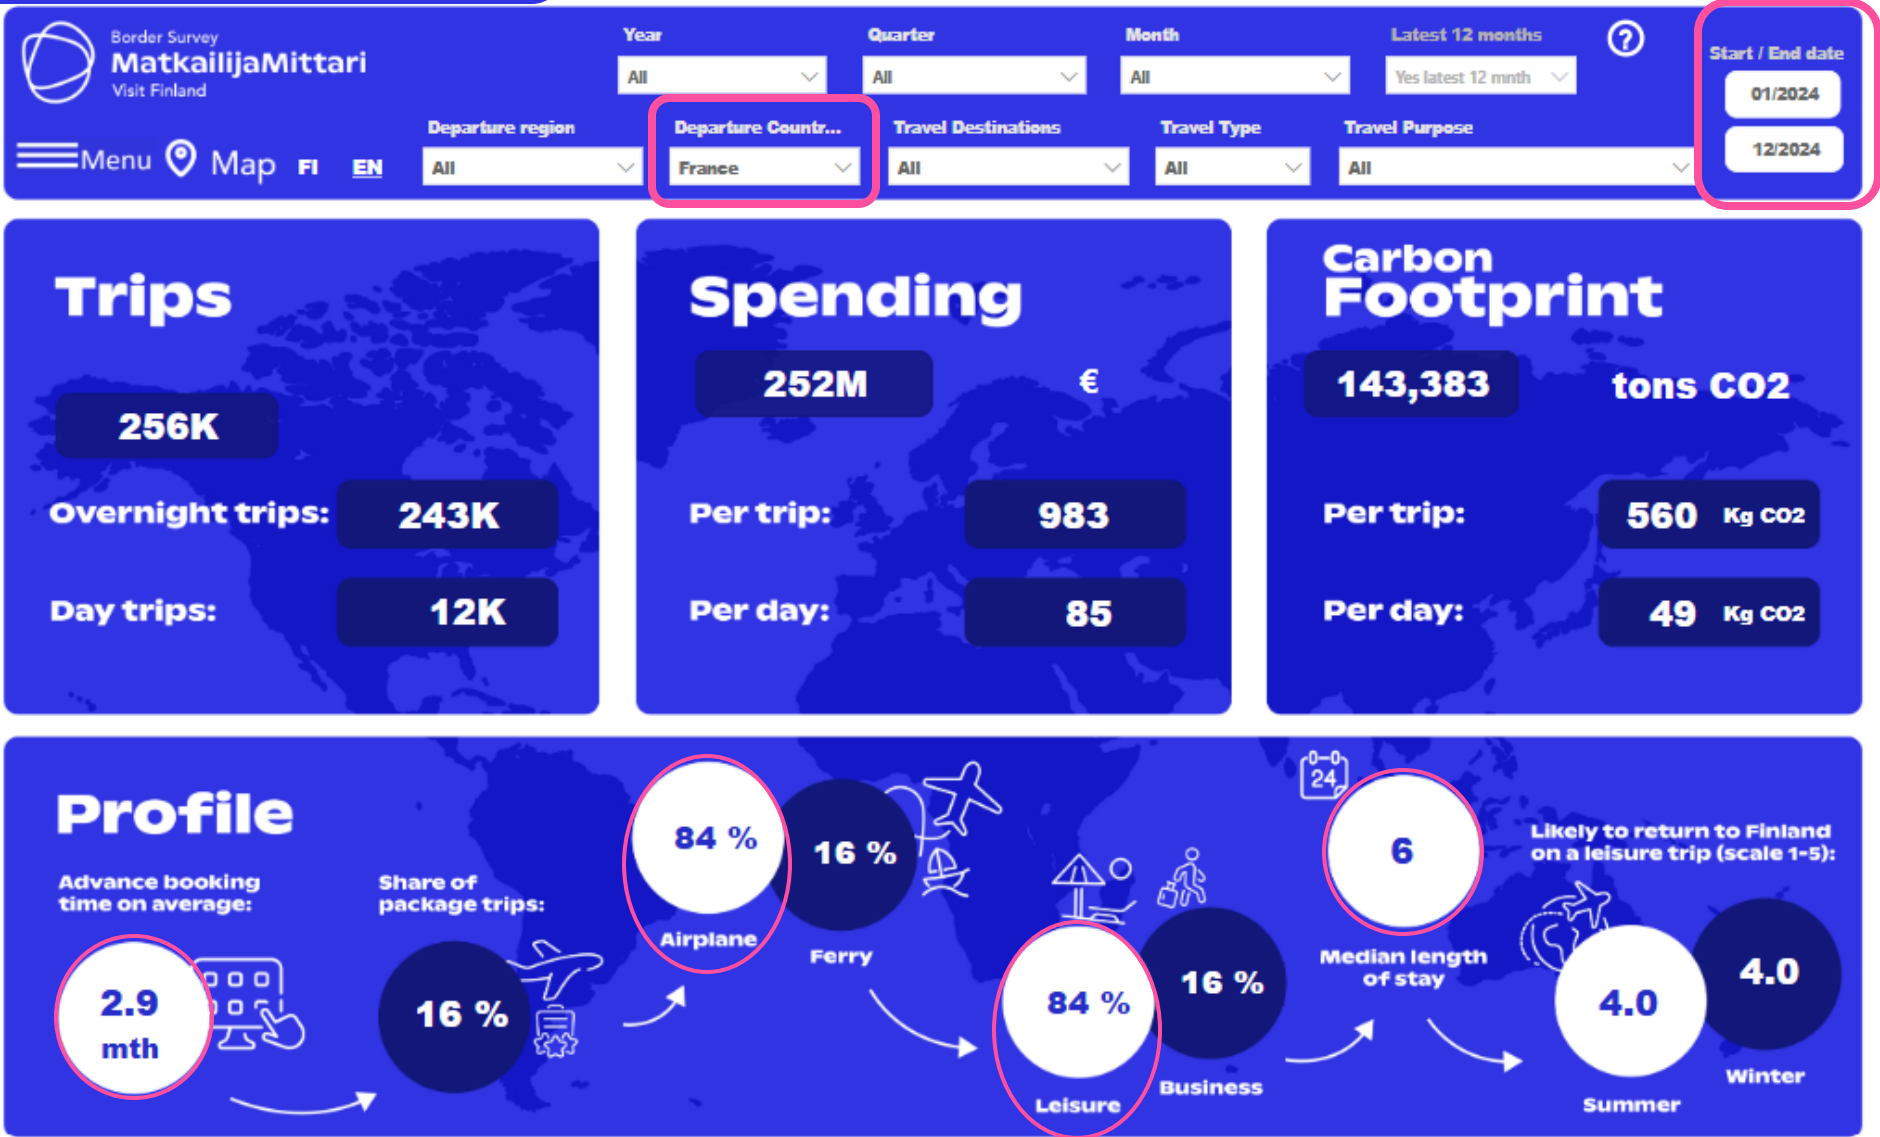 Border Survey
MatkailijaMittari
Visit Finland
Menu
Map
FI
EN
Year
All
Quarter
All
Month
All
Latest 12 months
Yes latest 12 mnth
?
Start / End date
01/2024
12/2024
Departure region
All
Departure Countr...
France
Travel Destinations
All
Travel Type
All
Travel Purpose
All
Trips
256K
Overnight trips: 243K
Day trips: 12K
Spending
252M €
Per trip: 983
Per day: 85
Carbon
Footprint
143,383 tons CO2
Per trip: 560 Kg CO2
Per day: 49 Kg CO2
Profile
Advance booking
time on average:
2.9
mth
Share of
package trips:
16 %
84 %
Airplane
16 %
Ferry
84 %
Leisure
16 %
Business
24
6
Median length
of stay
Likely to return to Finland
on a leisure trip (scale 1-5):
4.0
Summer
4.0
Winter